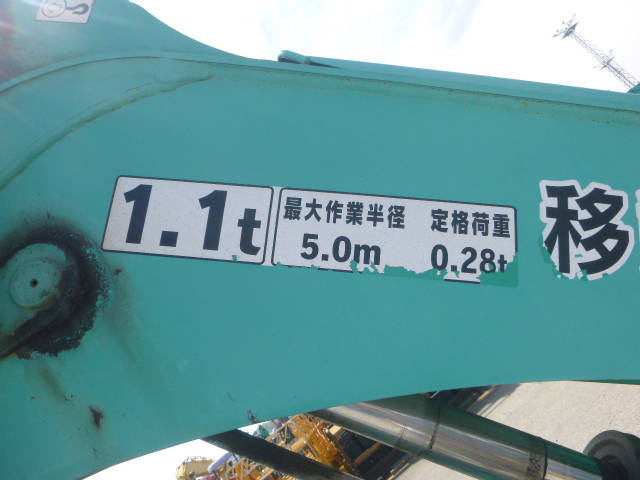 1.1t
最大作業半径 定格荷重
5.0m 0.28t
移